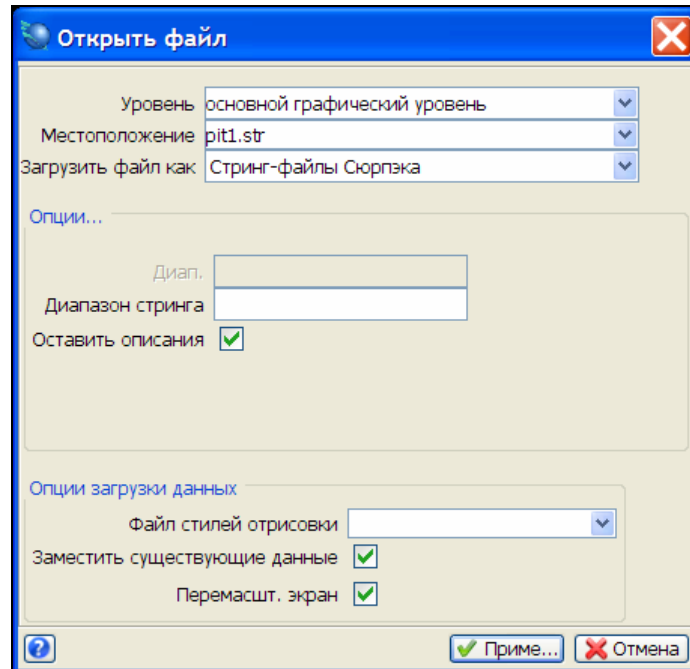 Открыть файл
Уровень основной графический уровень
Местоположение pit1.str
Загрузить файл как Стринг-файлы Сюрпэка
Опции...
Диап.
Диапазон стринга
Оставить описания
Опции загрузки данных
Файл стилей отрисовки
Заместить существующие данные
Перемасшт. экран
? Приме... Отмена